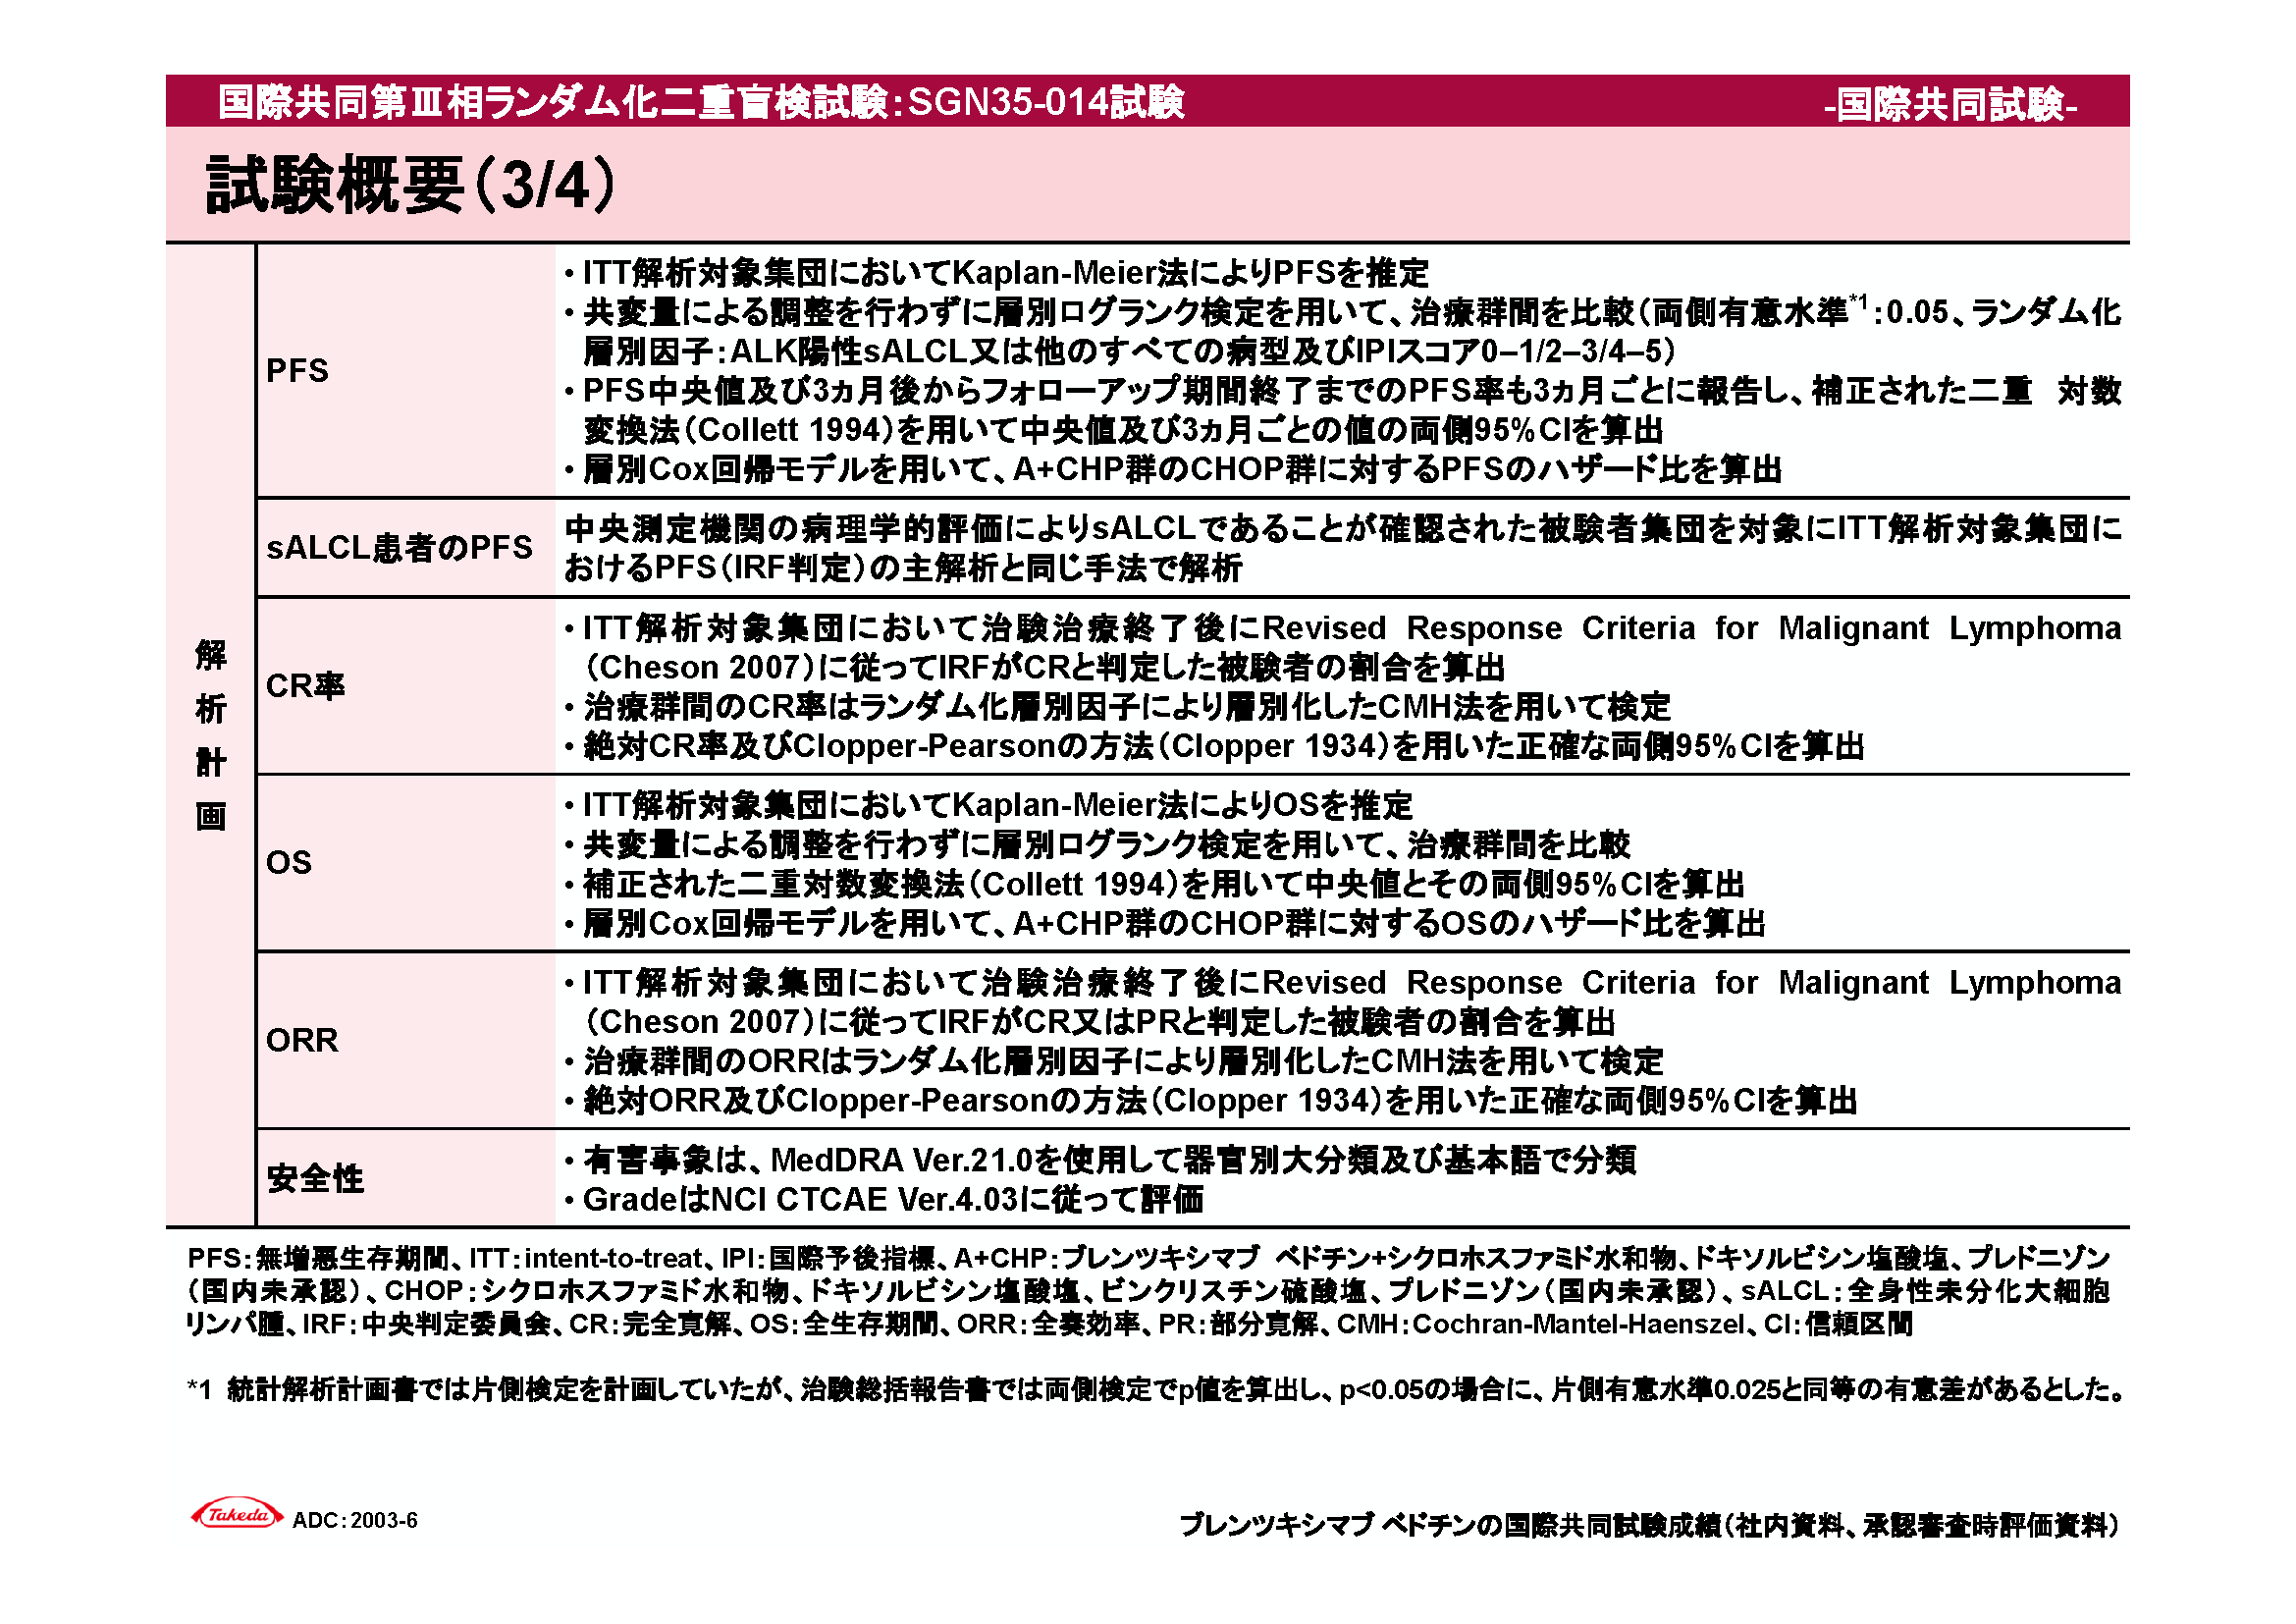 国際共同第Ⅲ相ランダム化二重盲検試験：SGN35-014試験
-国際共同試験-
試験概要（3/4）
解析計画
PFS
• ITT解析対象集団においてKaplan-Meier法によりPFSを推定
• 共変量による調整を行わずに層別ログランク検定を用いて、治療群間を比較（両側有意水準*1：0.05、ランダム化
層別因子：ALK陽性sALCL又は他のすべての病型及びIPIスコア0–1/2–3/4–5）
• PFS中央値及び3ヵ月後からフォローアップ期間終了までのPFS率も3ヵ月ごとに報告し、補正された二重　対数
変換法（Collett 1994）を用いて中央値及び3ヵ月ごとの値の両側95%CIを算出
• 層別Cox回帰モデルを用いて、A+CHP群のCHOP群に対するPFSのハザード比を算出
sALCL患者のPFS
中央測定機関の病理学的評価によりsALCLであることが確認された被験者集団を対象にITT解析対象集団に
おけるPFS（IRF判定）の主解析と同じ手法で解析
CR率
• ITT解析対象集団において治験治療終了後にRevised Response Criteria for Malignant Lymphoma
（Cheson 2007）に従ってIRFがCRと判定した被験者の割合を算出
• 治療群間のCR率はランダム化層別因子により層別化したCMH法を用いて検定
• 絶対CR率及びClopper-Pearsonの方法（Clopper 1934）を用いた正確な両側95%CIを算出
OS
• ITT解析対象集団においてKaplan-Meier法によりOSを推定
• 共変量による調整を行わずに層別ログランク検定を用いて、治療群間を比較
• 補正された二重対数変換法（Collett 1994）を用いて中央値とその両側95%CIを算出
• 層別Cox回帰モデルを用いて、A+CHP群のCHOP群に対するOSのハザード比を算出
ORR
• ITT解析対象集団において治験治療終了後にRevised Response Criteria for Malignant Lymphoma
（Cheson 2007）に従ってIRFがCR又はPRと判定した被験者の割合を算出
• 治療群間のORRはランダム化層別因子により層別化したCMH法を用いて検定
• 絶対ORR及びClopper-Pearsonの方法（Clopper 1934）を用いた正確な両側95%CIを算出
安全性
• 有害事象は、MedDRA Ver.21.0を使用して器官別大分類及び基本語で分類
• GradeはNCI CTCAE Ver.4.03に従って評価
PFS：無増悪生存期間、ITT：intent-to-treat、IPI：国際予後指標、A+CHP：ブレンツキシマブ ベドチン+シクロホスファミド水和物、ドキソルビシン塩酸塩、プレドニゾン
（国内未承認）、CHOP：シクロホスファミド水和物、ドキソルビシン塩酸塩、ビンクリスチン硫酸塩、プレドニゾン（国内未承認）、sALCL：全身性未分化大細胞
リンパ腫、IRF：中央判定委員会、CR：完全寛解、OS：全生存期間、ORR：全奏効率、PR：部分寛解、CMH：Cochran-Mantel-Haenszel、CI：信頼区間
*1 統計解析計画書では片側検定を計画していたが、治験総括報告書では両側検定でp値を算出し、p<0.05の場合に、片側有意水準0.025と同等の有意差があるとした。
Takeda
ADC：2003-6
ブレンツキシマブ ベドチンの国際共同試験成績（社内資料、承認審査時評価資料）